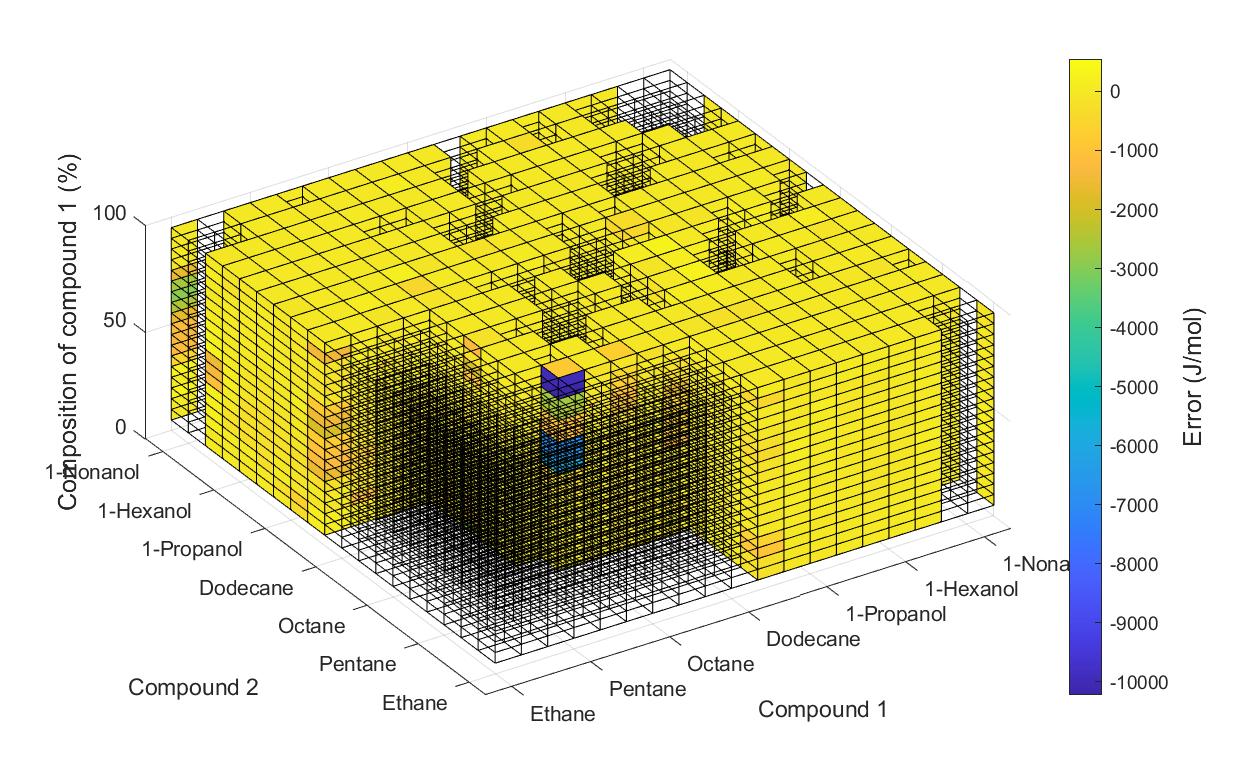 Composition of compound 1 (%)
100
50
0
1-Nonanol
1-Hexanol
1-Propanol
Dodecane
Octane
Pentane
Ethane
Compound 2
Ethane
Pentane
Octane
Dodecane
1-Propanol
1-Hexanol
1-Nona
Compound 1
0
-1000
-2000
-3000
-4000
-5000
-6000
-7000
-8000
-9000
-10000
Error (J/mol)